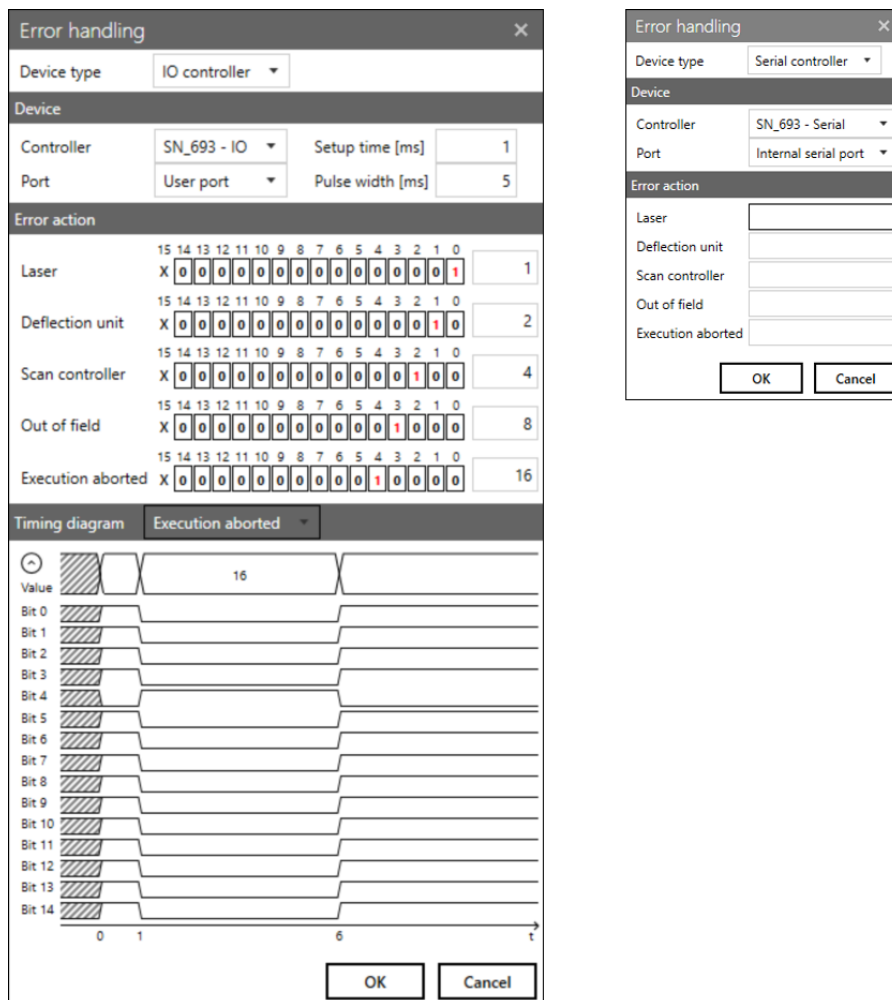 Error handling ×
Device type IO controller
Device
Controller SN_693 - IO Setup time [ms] 1
Port User port Pulse width [ms] 5
Error action
15 14 13 12 11 10 9 8 7 6 5 4 3 2 1 0
Laser X 0 0 0 0 0 0 0 0 0 0 0 0 0 0 1 1
15 14 13 12 11 10 9 8 7 6 5 4 3 2 1 0
Deflection unit X 0 0 0 0 0 0 0 0 0 0 0 0 0 1 0 2
15 14 13 12 11 10 9 8 7 6 5 4 3 2 1 0
Scan controller X 0 0 0 0 0 0 0 0 0 0 0 0 1 0 0 4
15 14 13 12 11 10 9 8 7 6 5 4 3 2 1 0
Out of field X 0 0 0 0 0 0 0 0 0 0 0 1 0 0 0 8
15 14 13 12 11 10 9 8 7 6 5 4 3 2 1 0
Execution aborted X 0 0 0 0 0 0 0 0 0 0 1 0 0 0 0 16
Timing diagram Execution aborted
Value 16
Bit 0
Bit 1
Bit 2
Bit 3
Bit 4
Bit 5
Bit 6
Bit 7
Bit 8
Bit 9
Bit 10
Bit 11
Bit 12
Bit 13
Bit 14
0 1 6 t
OK Cancel
Error handling ×
Device type Serial controller
Device
Controller SN_693 - Serial
Port Internal serial port
Error action
Laser
Deflection unit
Scan controller
Out of field
Execution aborted
OK Cancel